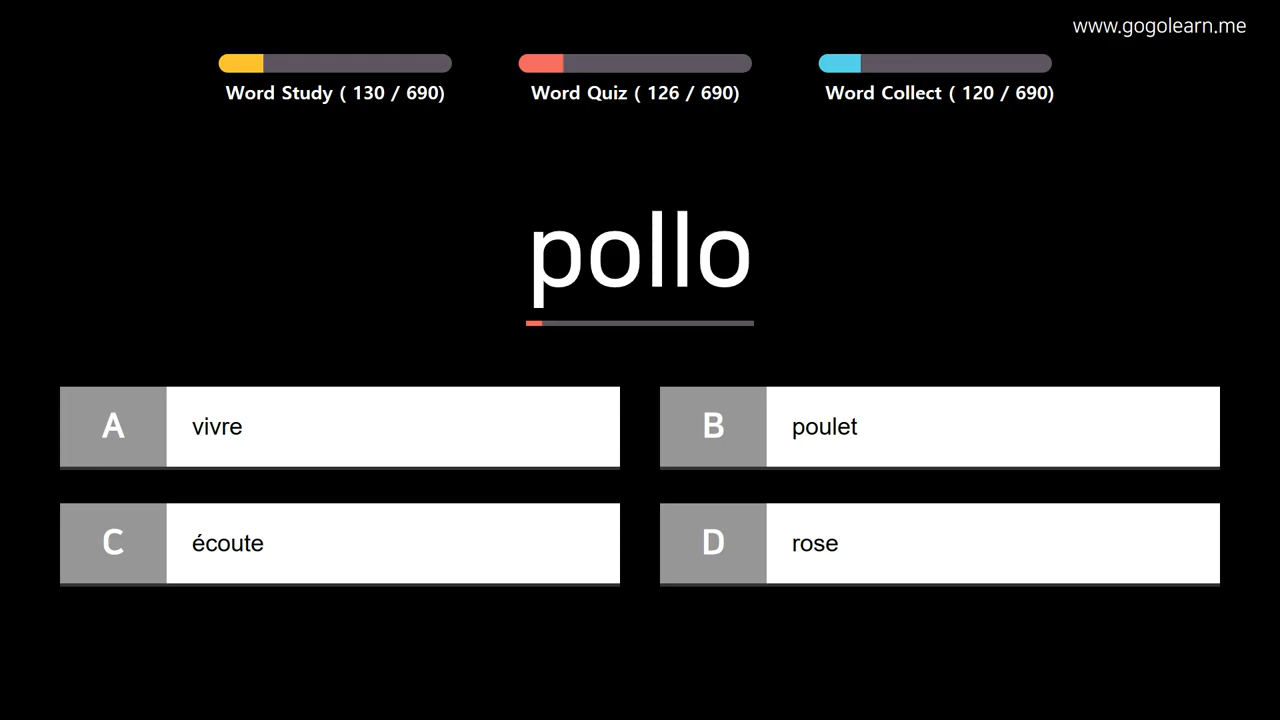 www.gogolearn.me
Word Study ( 130 / 690)
Word Quiz ( 126 / 690)
Word Collect ( 120 / 690)
pollo
A vivre
B poulet
C écoute
D rose